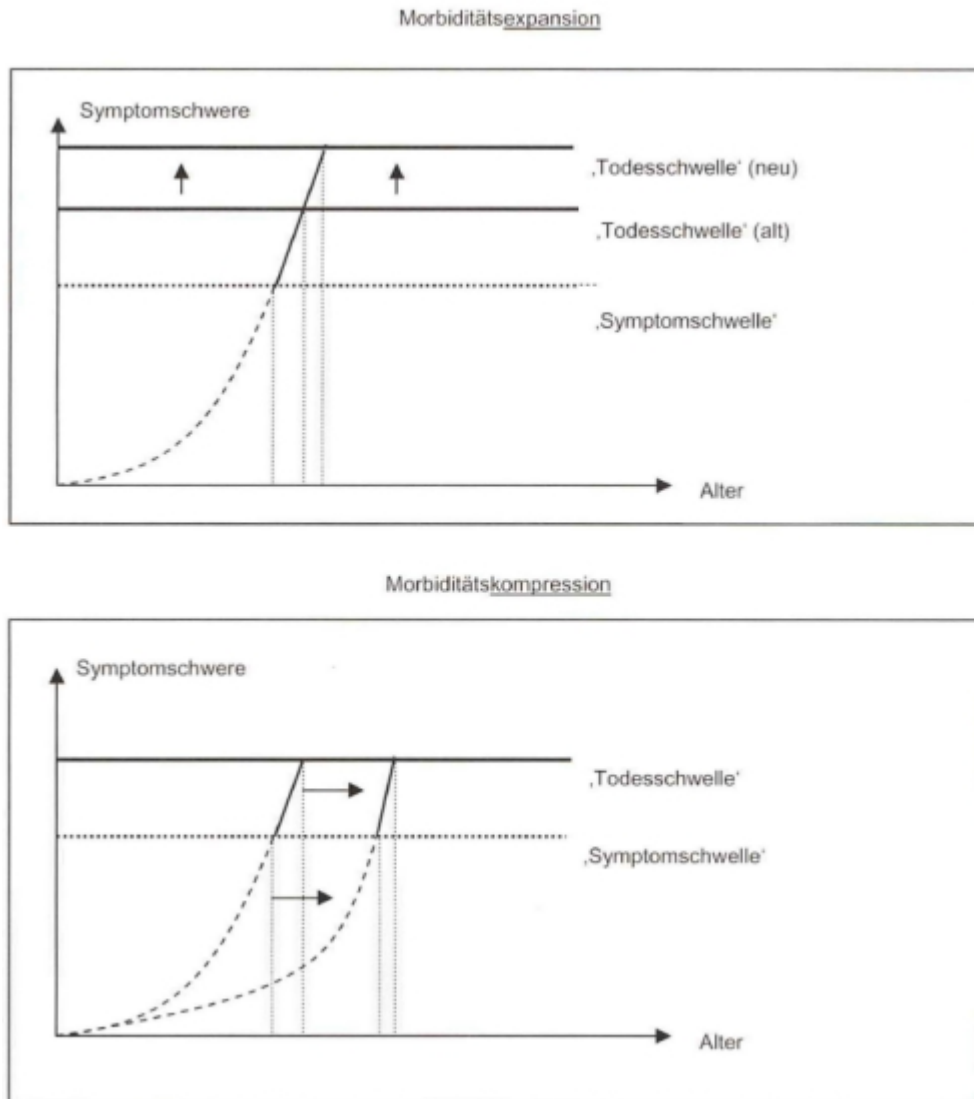 Morbiditätsexpansion
Symptomschwere
‚Todesschwelle‘ (neu)
‚Todesschwelle‘ (alt)
‚Symptomschwelle‘
Alter
Morbiditätskompression
Symptomschwere
‚Todesschwelle‘
‚Symptomschwelle‘
Alter